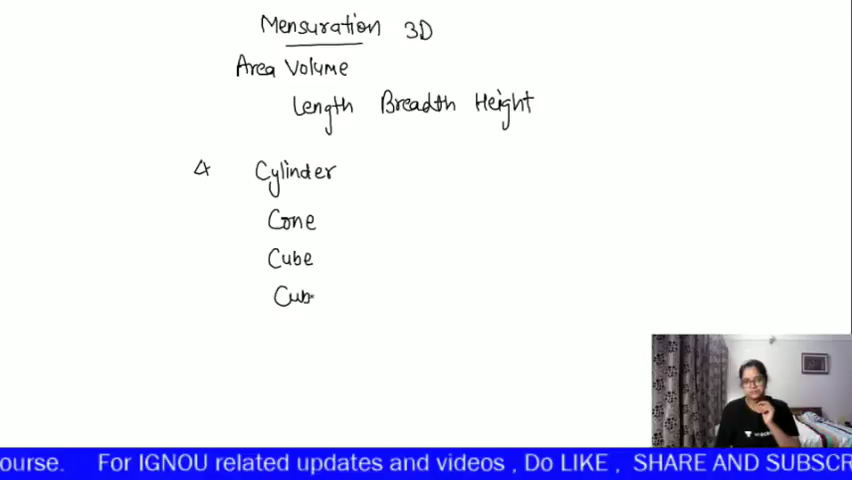 Mensuration 3D
Area Volume
Length Breadth Height
Cylinder
Cone
Cube
Cub
ourse. For IGNOU related updates and videos , Do LIKE , SHARE AND SUBSCR